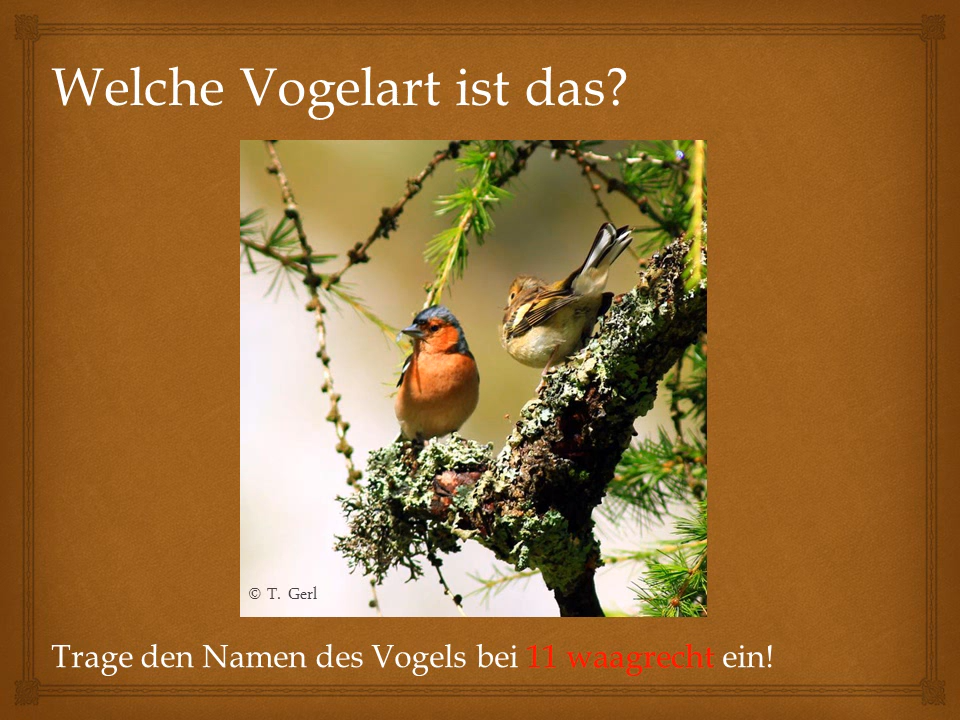 Welche Vogelart ist das?
© T. Gerl
Trage den Namen des Vogels bei 11 waagrecht ein!